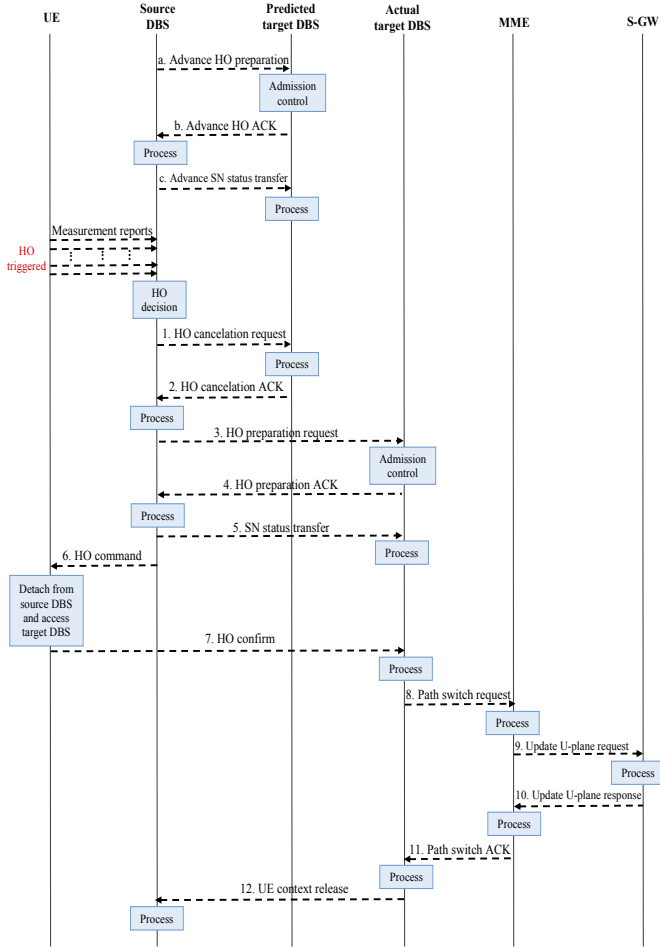 UE
Source
DBS
Predicted
target DBS
Actual
target DBS
MME
S-GW
a. Advance HO preparation
Admission
control
b. Advance HO ACK
Process
c. Advance SN status transfer
Process
Measurement reports
HO
triggered
HO
decision
1. HO cancelation request
Process
2. HO cancelation ACK
Process
3. HO preparation request
Admission
control
4. HO preparation ACK
Process
5. SN status transfer
Process
6. HO command
Detach from
source DBS
and access
target DBS
7. HO confirm
Process
8. Path switch request
Process
9. Update U-plane request
Process
10. Update U-plane response
Process
11. Path switch ACK
Process
12. UE context release
Process